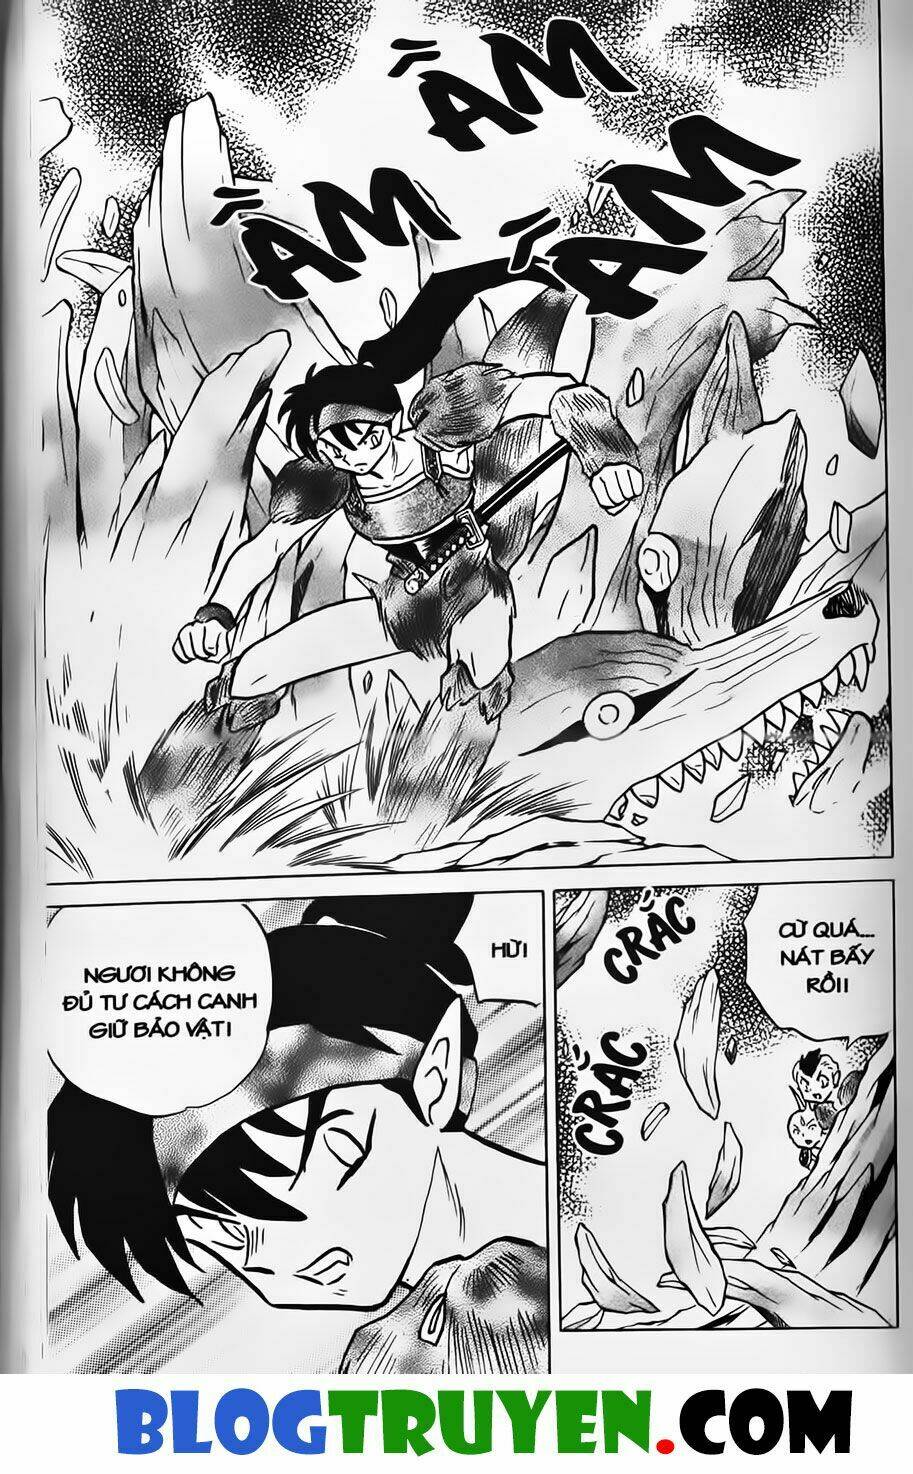 ẦM
ẦM
ẦM
CỪ QUÁ...
NÁT BẤY
RỒI!
CRẮC
CRẮC
HỪ!
NGƯƠI KHÔNG
ĐỦ TƯ CÁCH CANH
GIỮ BẢO VẬT!
BLOGTRUYEN.COM